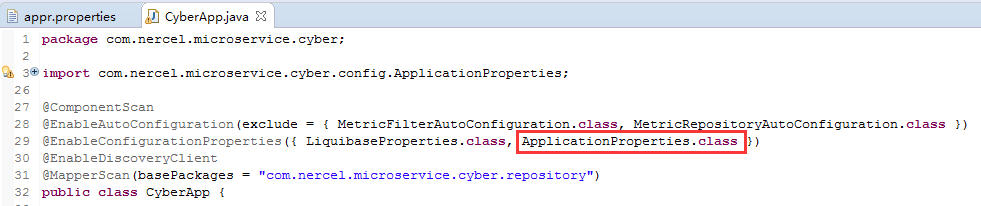 appr.properties CyberApp.java
1 package com.nercel.microservice.cyber;
2
3 import com.nercel.microservice.cyber.config.ApplicationProperties;
26
27 @ComponentScan
28 @EnableAutoConfiguration(exclude = { MetricFilterAutoConfiguration.class, MetricRepositoryAutoConfiguration.class })
29 @EnableConfigurationProperties({ LiquibaseProperties.class, ApplicationProperties.class })
30 @EnableDiscoveryClient
31 @MapperScan(basePackages = "com.nercel.microservice.cyber.repository")
32 public class CyberApp {